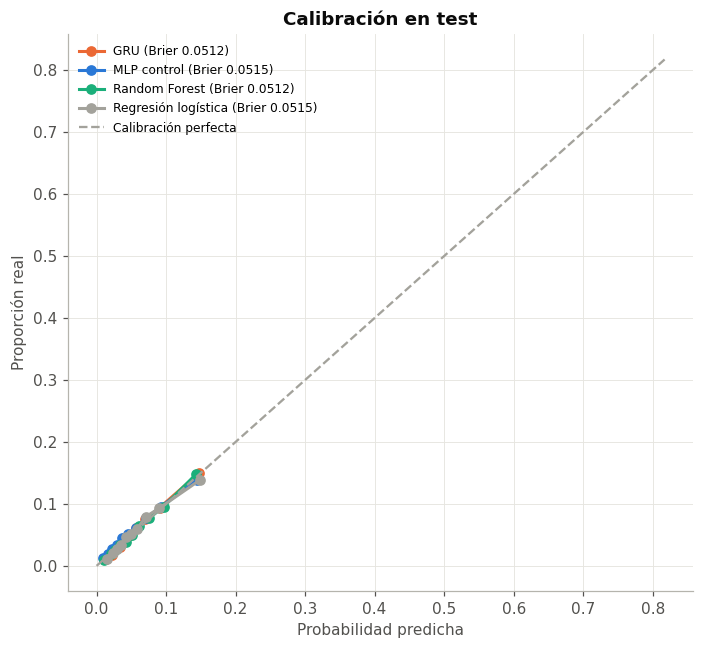 Calibración en test
GRU (Brier 0.0512)
MLP control (Brier 0.0515)
Random Forest (Brier 0.0512)
Regresión logística (Brier 0.0515)
Calibración perfecta
Proporción real
0.8
0.7
0.6
0.5
0.4
0.3
0.2
0.1
0.0
0.0 0.1 0.2 0.3 0.4 0.5 0.6 0.7 0.8
Probabilidad predicha